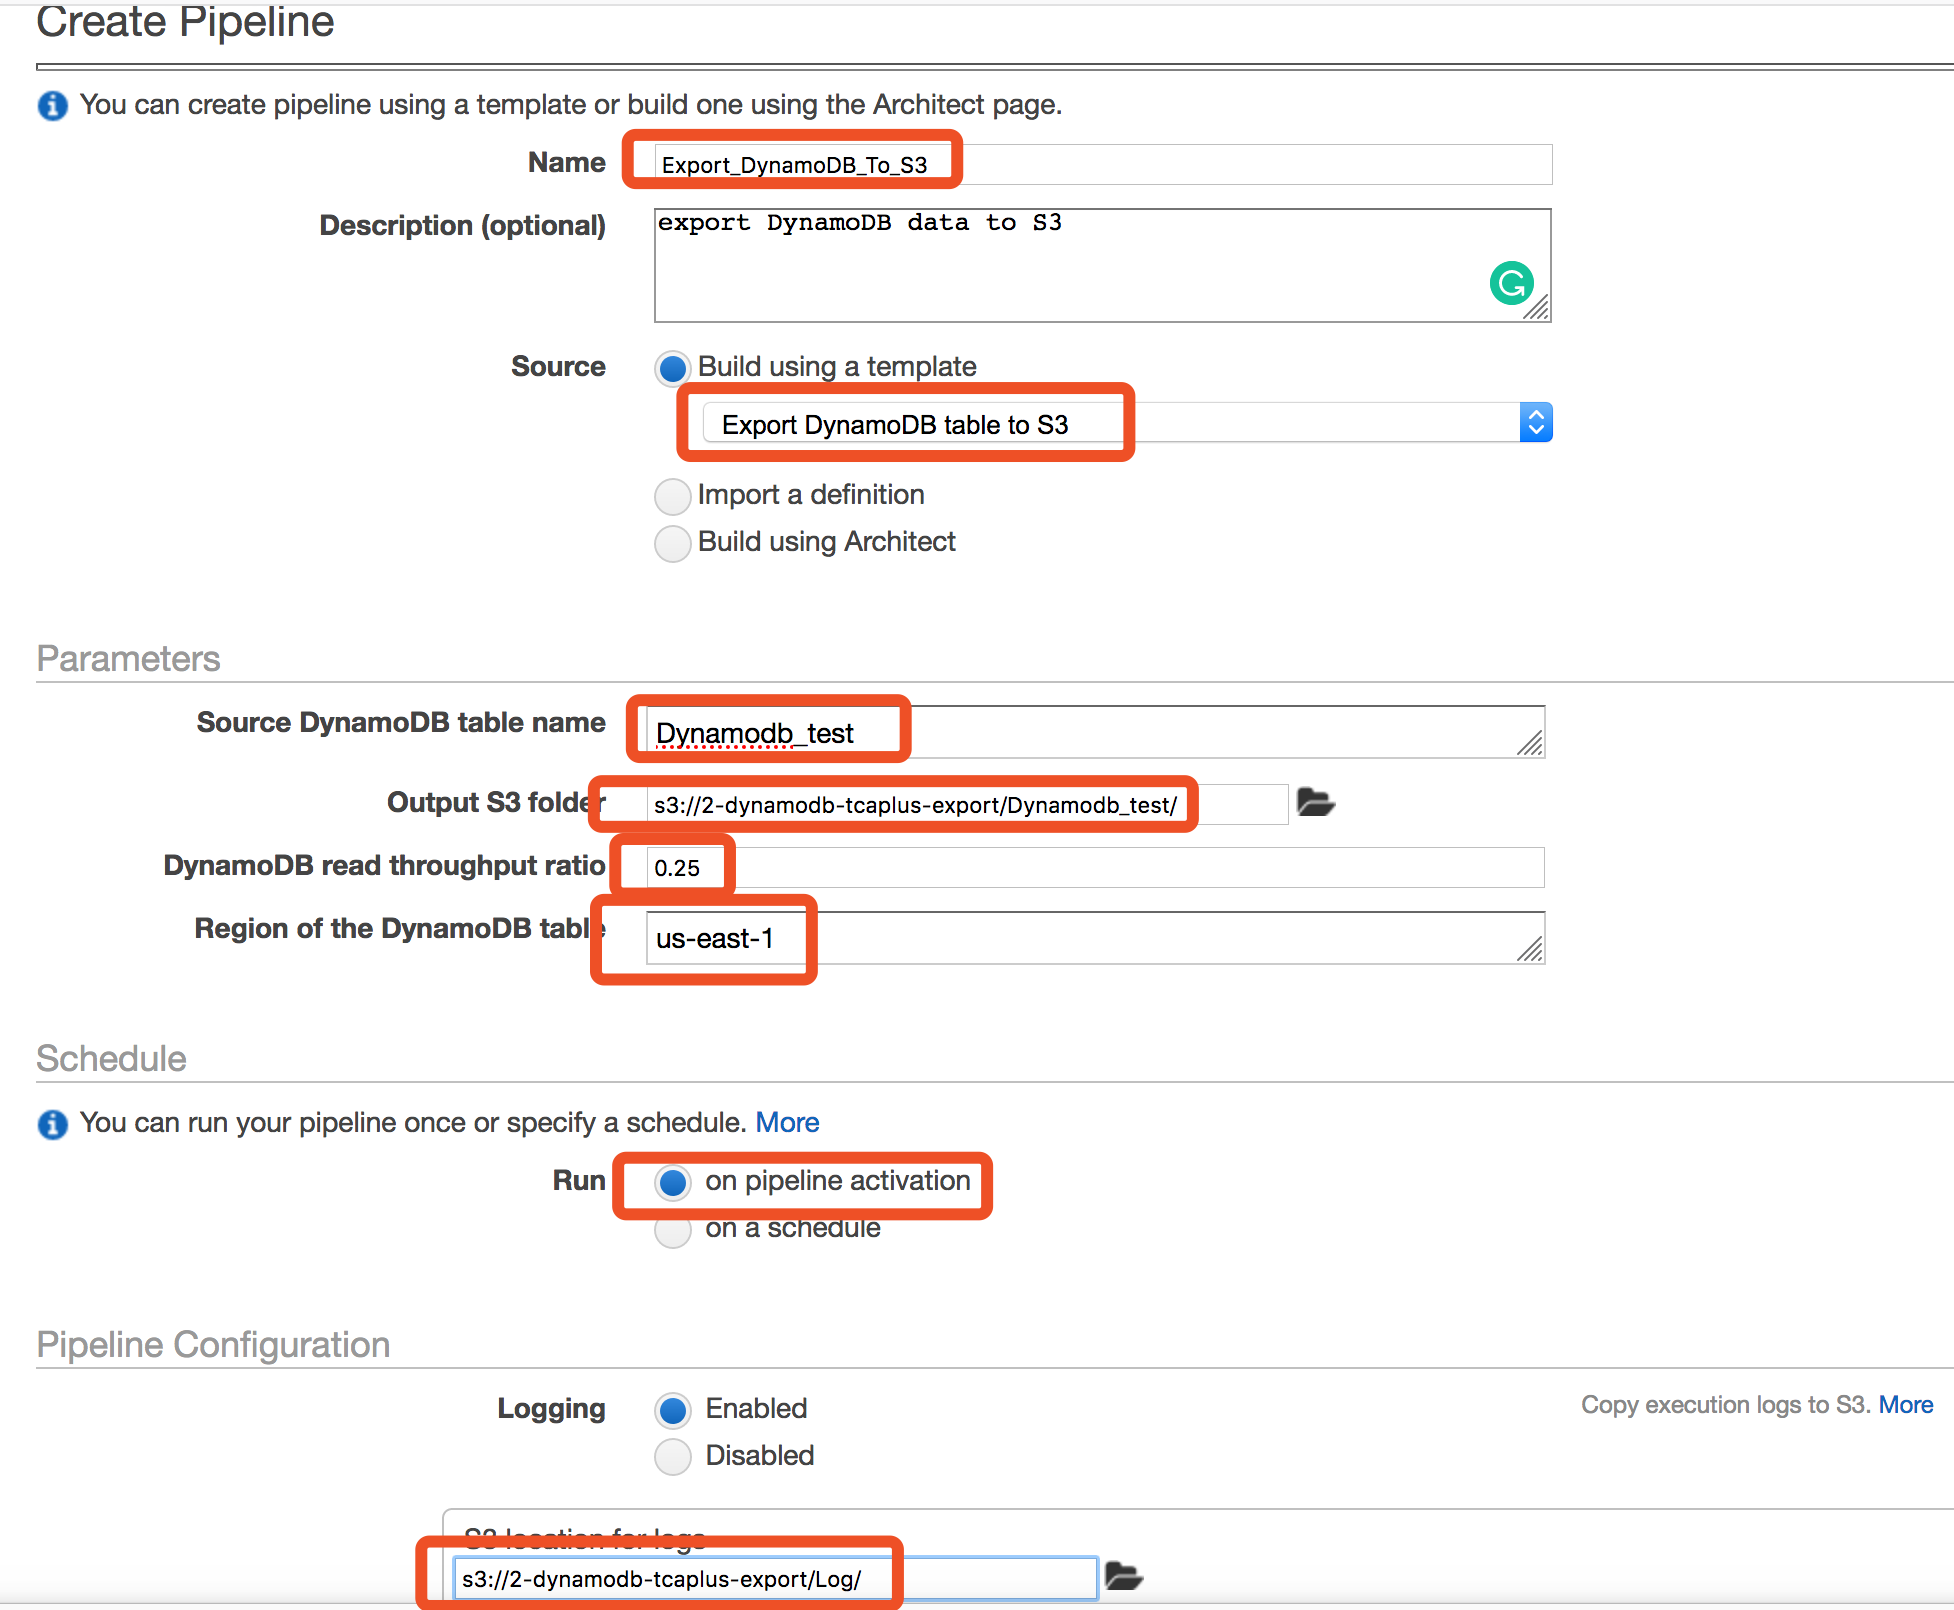 Create Pipeline
You can create pipeline using a template or build one using the Architect page.
Name Export_DynamoDB_To_S3
Description (optional) export DynamoDB data to S3
Source Build using a template
Export DynamoDB table to S3
Import a definition
Build using Architect
Parameters
Source DynamoDB table name Dynamodb_test
Output S3 folder s3://2-dynamodb-tcaplus-export/Dynamodb_test/
DynamoDB read throughput ratio 0.25
Region of the DynamoDB table us-east-1
Schedule
You can run your pipeline once or specify a schedule. More
Run on pipeline activation
on a schedule
Pipeline Configuration
Logging Enabled Copy execution logs to S3. More
Disabled
S3 location for logs
s3://2-dynamodb-tcaplus-export/Log/